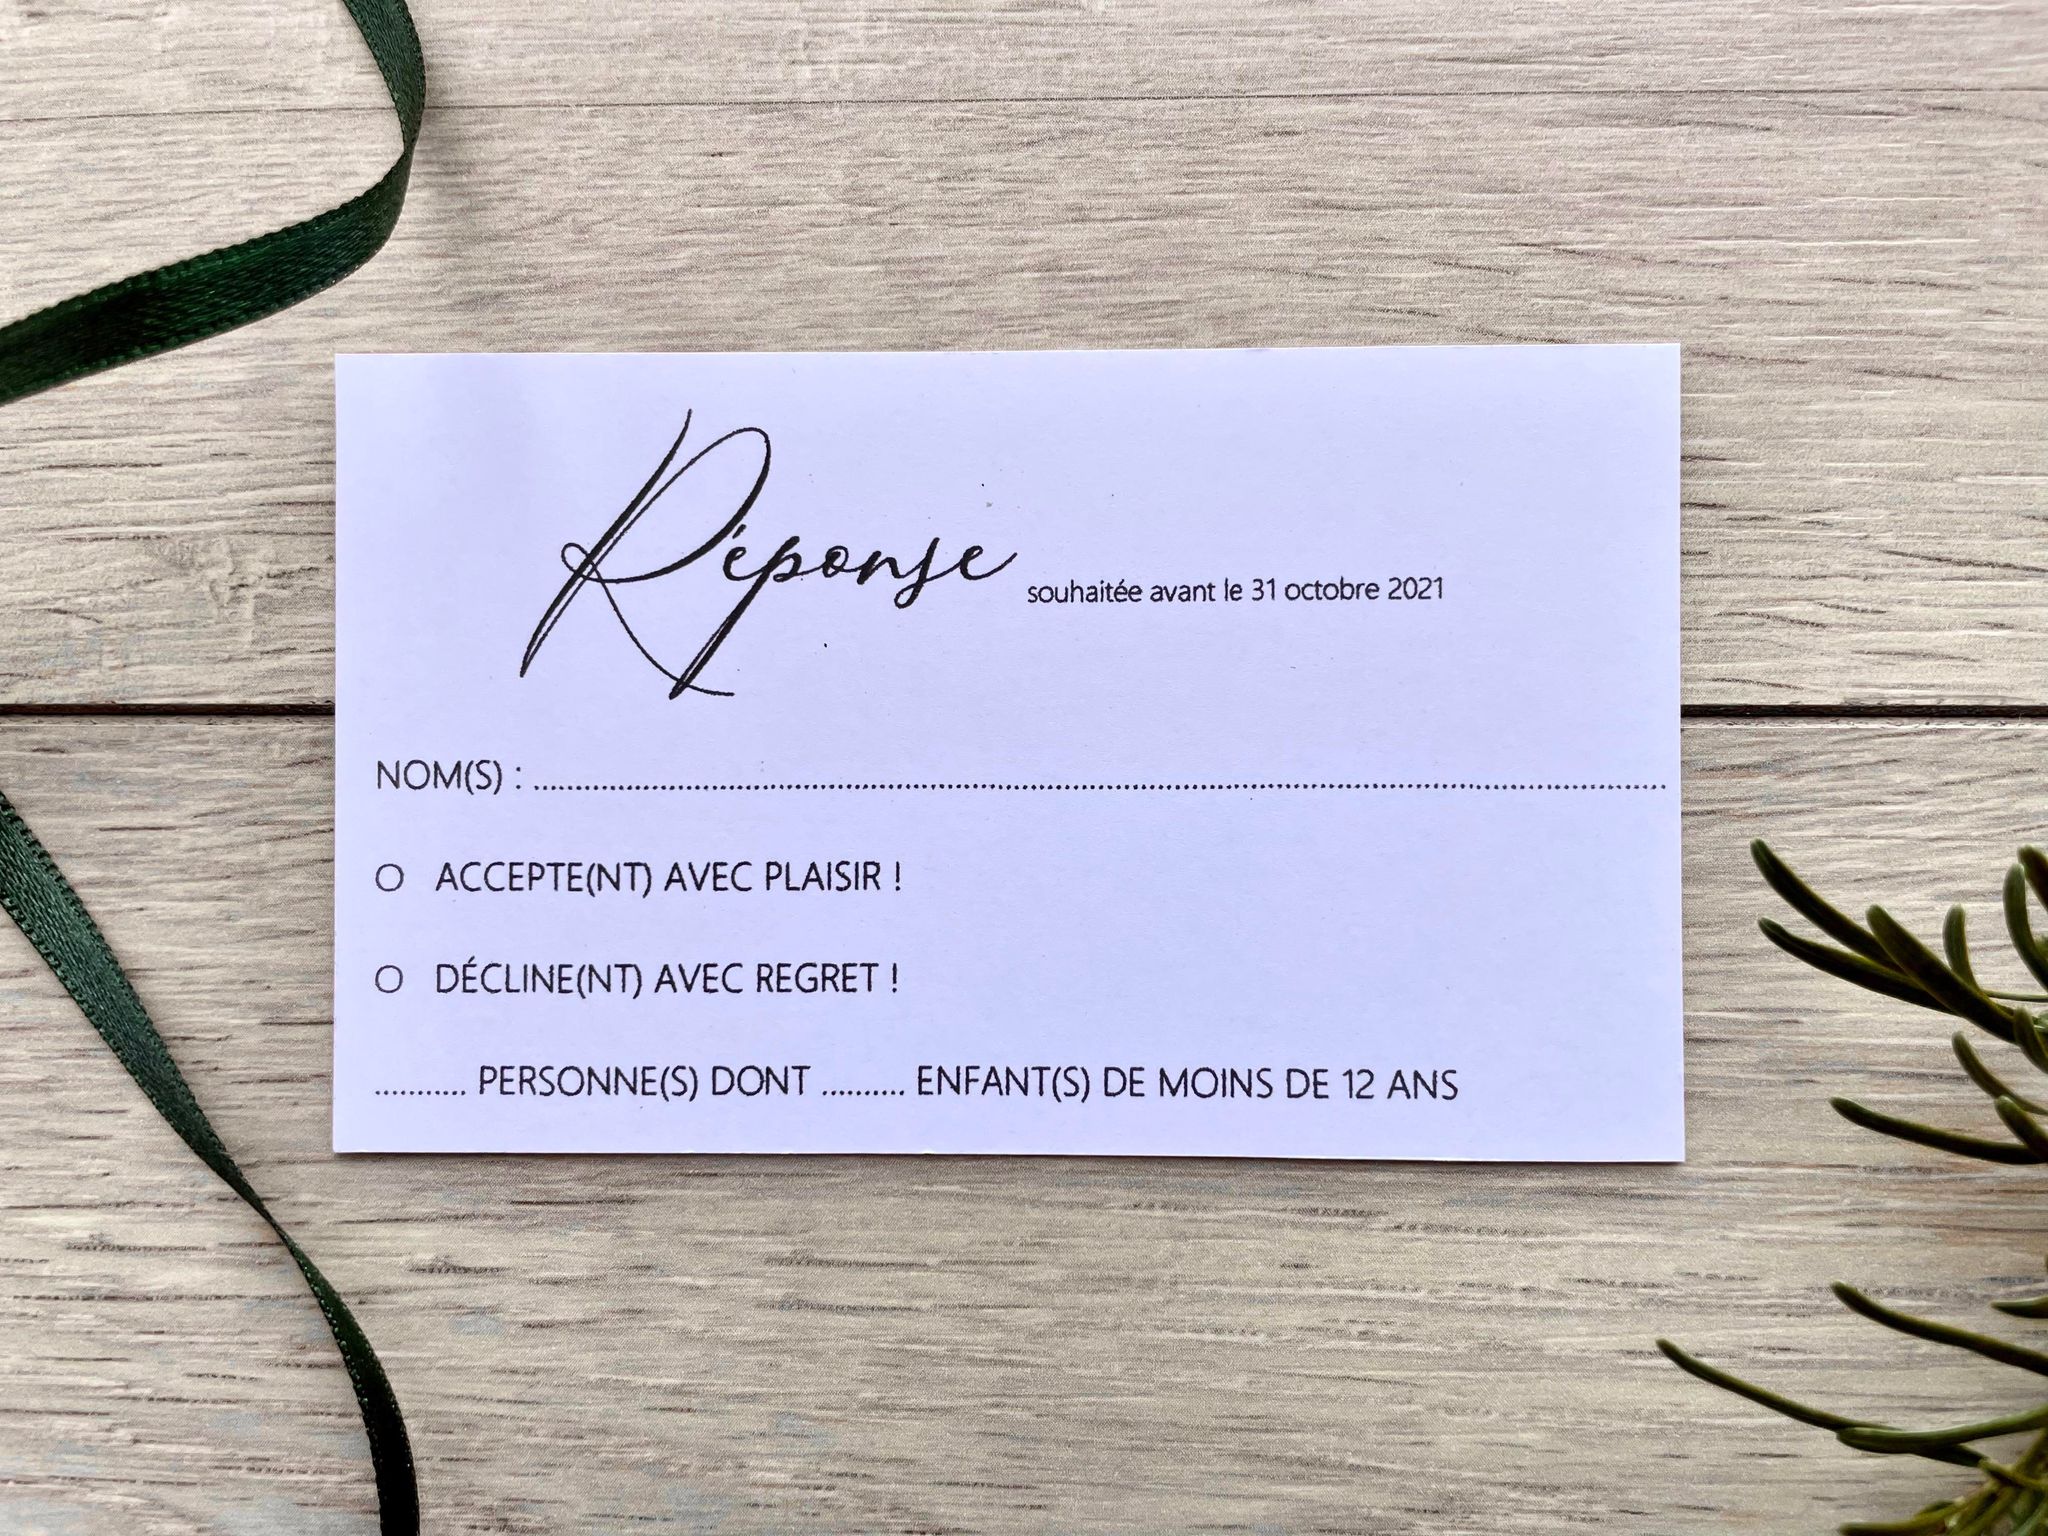 Réponse souhaitée avant le 31 octobre 2021
NOM(S) : ................................................................................
O ACCEPTE(NT) AVEC PLAISIR !
O DÉCLINE(NT) AVEC REGRET !
........... PERSONNE(S) DONT .......... ENFANT(S) DE MOINS DE 12 ANS